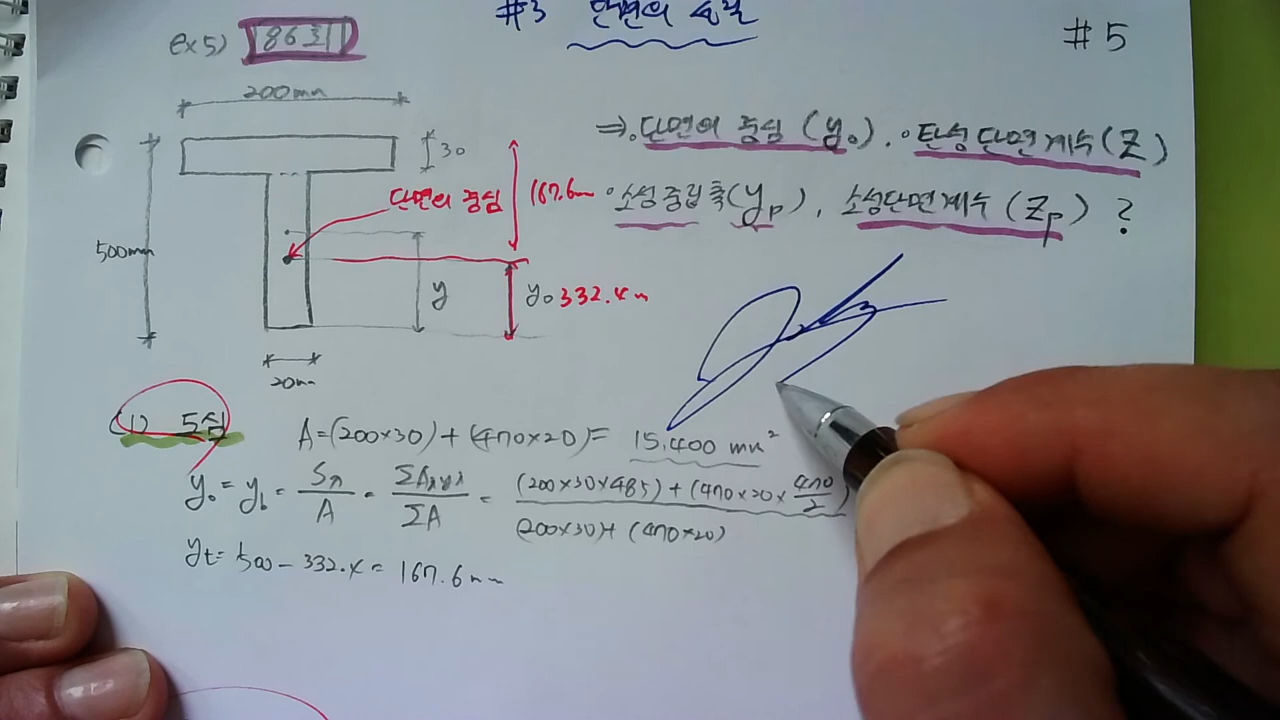 #3 단면의 성질
#5
ex5) 863
200mm
30
500mm
단면의 중심
167.6mm
y
y₀ 332.4m
20mm
⇒ ·단면의 중심 (y₀). ·탄성단면계수(Z)
·소성중립축(yₚ), 소성단면계수(Zₚ) ?
(1) 도심
A=(200×30)+(470×20)= 15,400 mm²
y₀ = y_b = Sₓ/A = ΣAᵢyᵢ/ΣA = (200×30×485)+(470×20×470/2)/(200×30)+(470×20)
yt= 500-332.4= 167.6mm